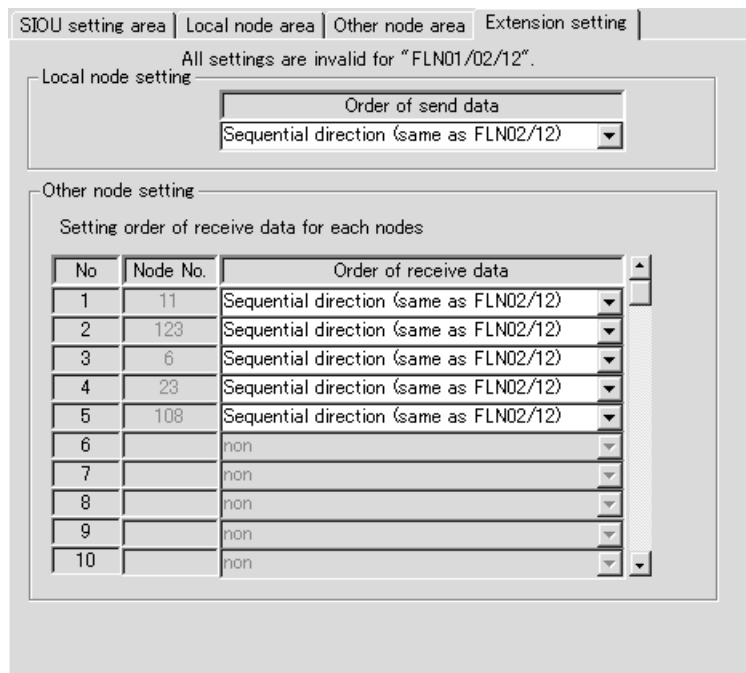 SIOU setting area Local node area Other node area Extension setting
All settings are invalid for "FLN01/02/12".
Local node setting
Order of send data
Sequential direction (same as FLN02/12)
Other node setting
Setting order of receive data for each nodes
No Node No. Order of receive data
1 11 Sequential direction (same as FLN02/12)
2 123 Sequential direction (same as FLN02/12)
3 6 Sequential direction (same as FLN02/12)
4 23 Sequential direction (same as FLN02/12)
5 108 Sequential direction (same as FLN02/12)
6 non
7 non
8 non
9 non
10 non